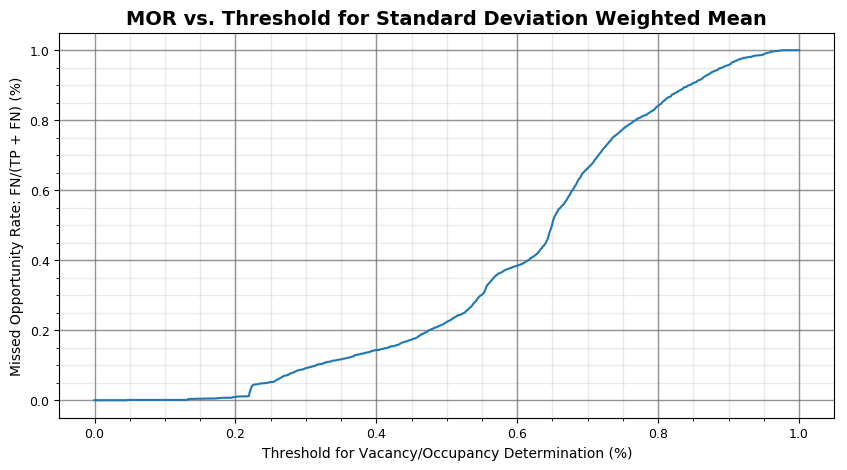 MOR vs. Threshold for Standard Deviation Weighted Mean
Missed Opportunity Rate: FN/(TP + FN) (%)
1.0
0.8
0.6
0.4
0.2
0.0
0.0 0.2 0.4 0.6 0.8 1.0
Threshold for Vacancy/Occupancy Determination (%)